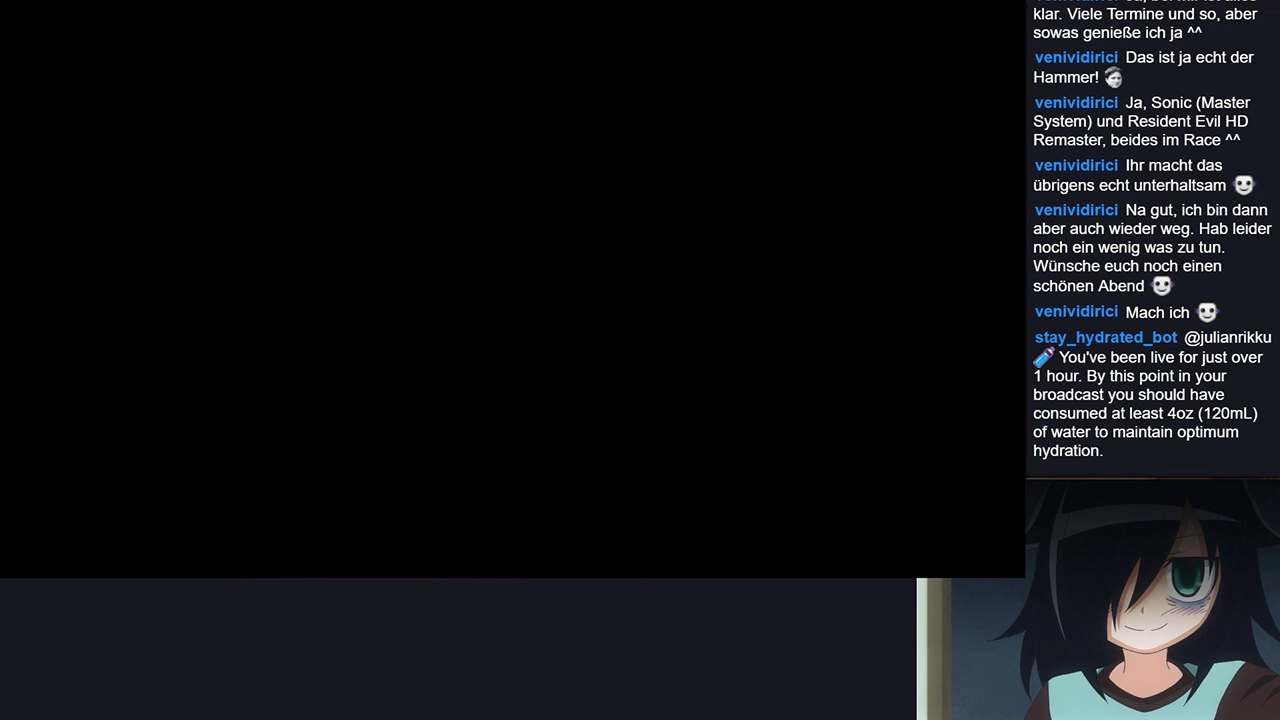 klar. Viele Termine und so, aber
sowas genieße ich ja ^^
venividirici Das ist ja echt der
Hammer!
venividirici Ja, Sonic (Master
System) und Resident Evil HD
Remaster, beides im Race ^^
venividirici Ihr macht das
übrigens echt unterhaltsam
venividirici Na gut, ich bin dann
aber auch wieder weg. Hab leider
noch ein wenig was zu tun.
Wünsche euch noch einen
schönen Abend
venividirici Mach ich
stay_hydrated_bot @julianrikku
You've been live for just over
1 hour. By this point in your
broadcast you should have
consumed at least 4oz (120mL)
of water to maintain optimum
hydration.